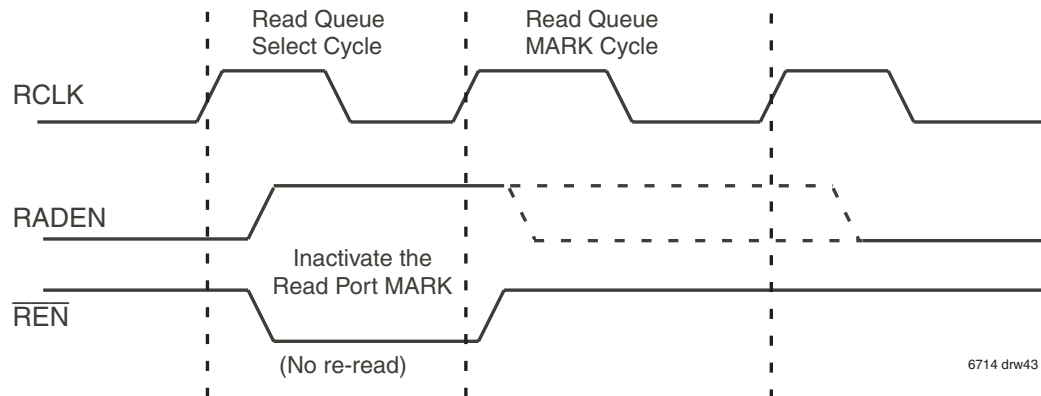 Read Queue
Select Cycle
Read Queue
MARK Cycle
RCLK
RADEN
Inactivate the
Read Port MARK
REN
(No re-read)
6714 drw43